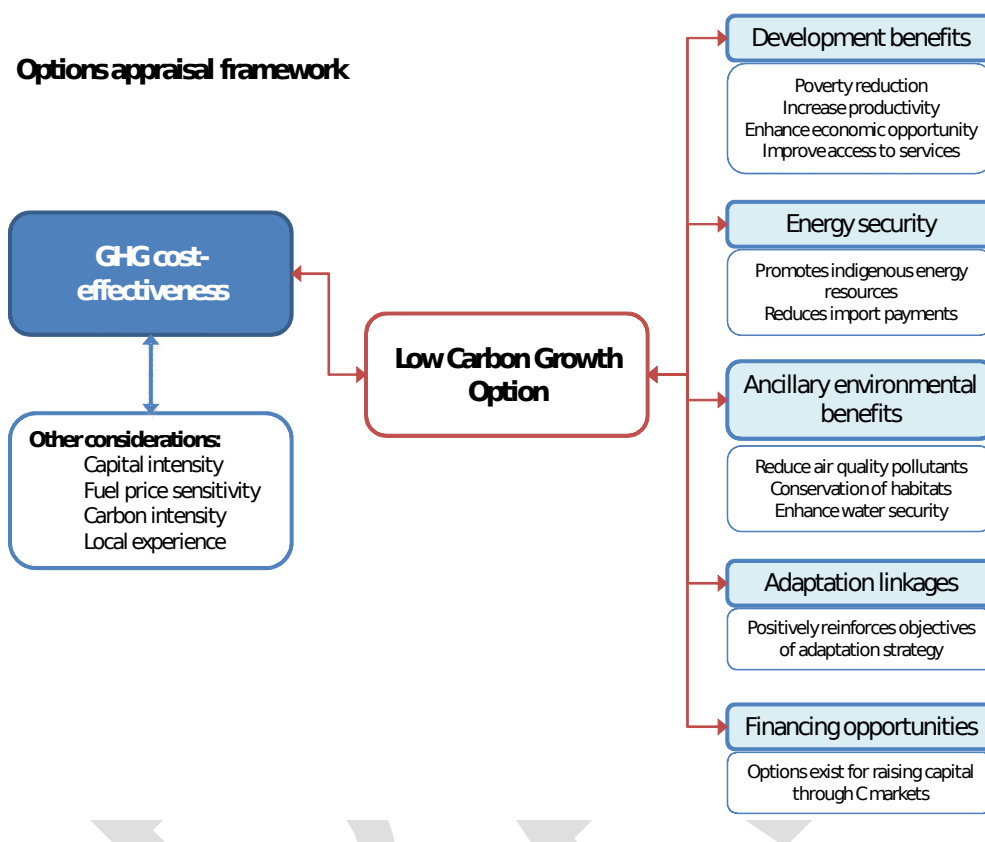 Options appraisal framework
GHG cost-
effectiveness
Other considerations:
Capital intensity
Fuel price sensitivity
Carbon intensity
Local experience
Low Carbon Growth
Option
Development benefits
Poverty reduction
Increase productivity
Enhance economic opportunity
Improve access to services
Energy security
Promotes indigenous energy
resources
Reduces import payments
Ancillary environmental
benefits
Reduce air quality pollutants
Conservation of habitats
Enhance water security
Adaptation linkages
Positively reinforces objectives
of adaptation strategy
Financing opportunities
Options exist for raising capital
through C markets